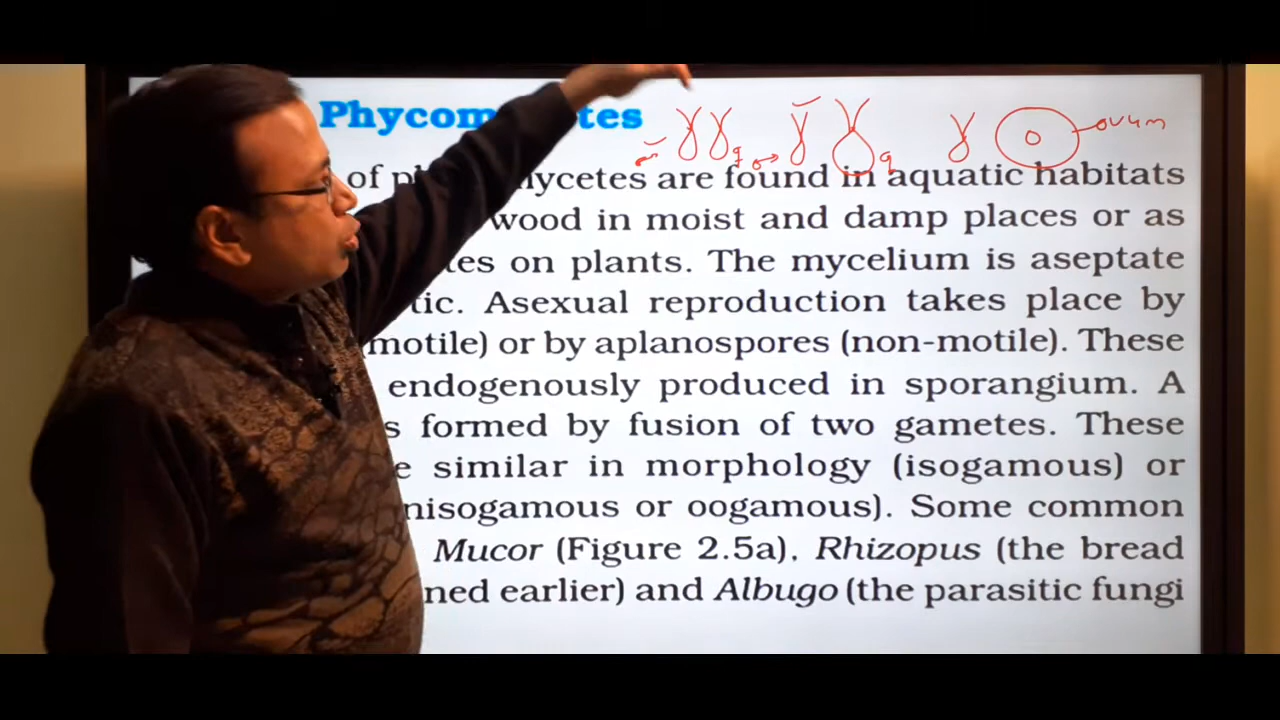 Phycom tes ovum
of p mycetes are found in aquatic habitats
wood in moist and damp places or as
tes on plants. The mycelium is aseptate
tic. Asexual reproduction takes place by
(motile) or by aplanospores (non-motile). These
endogenously produced in sporangium. A
s formed by fusion of two gametes. These
e similar in morphology (isogamous) or
nisogamous or oogamous). Some common
Mucor (Figure 2.5a), Rhizopus (the bread
ned earlier) and Albugo (the parasitic fungi